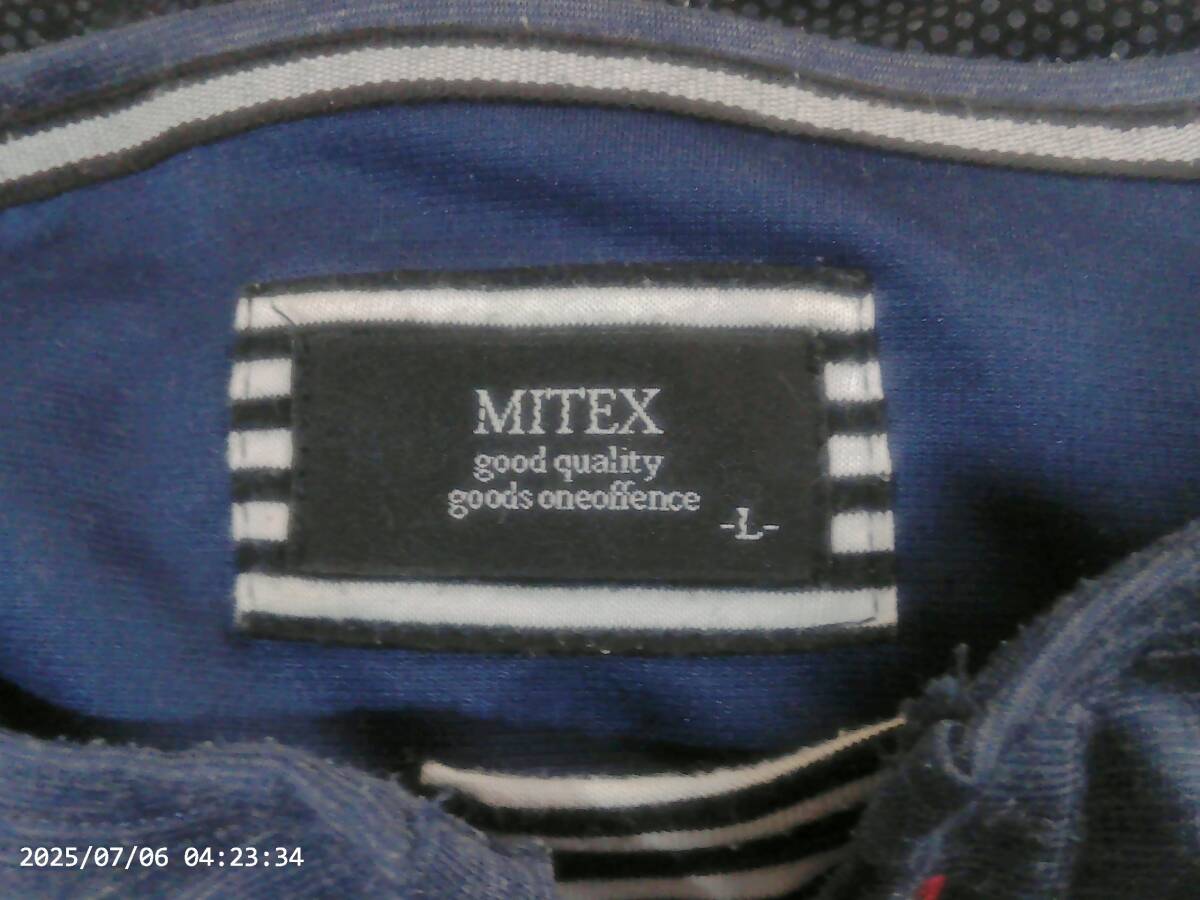 MITEX
good quality
goods oneoffence
-L-
2025/07/06 04:23:34